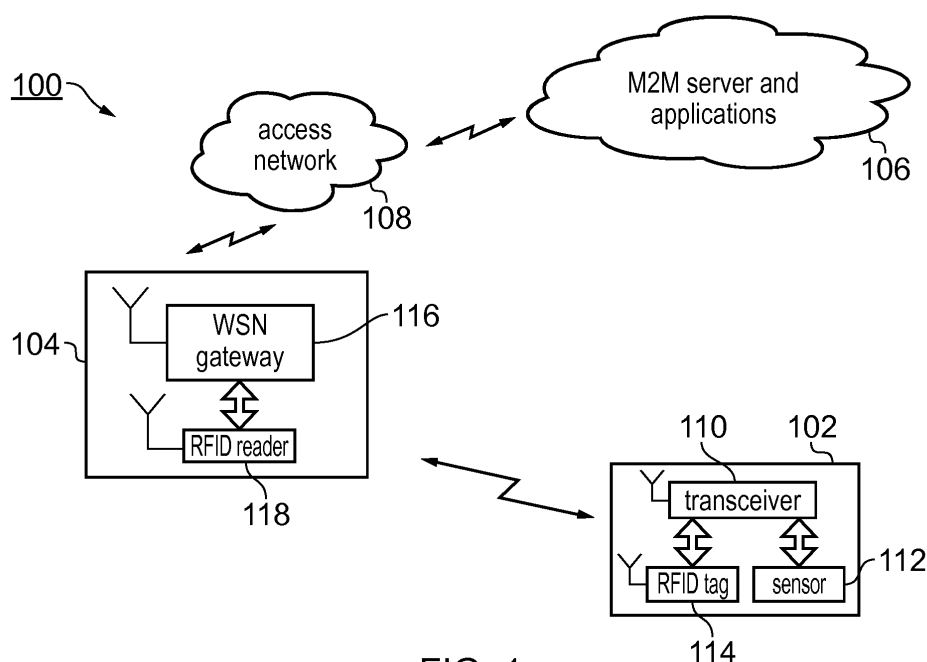 100
M2M server and
applications
access
network
106
108
WSN
gateway
116
104
RFID reader
118
110
102
transceiver
RFID tag
sensor
112
114
FIG. 1